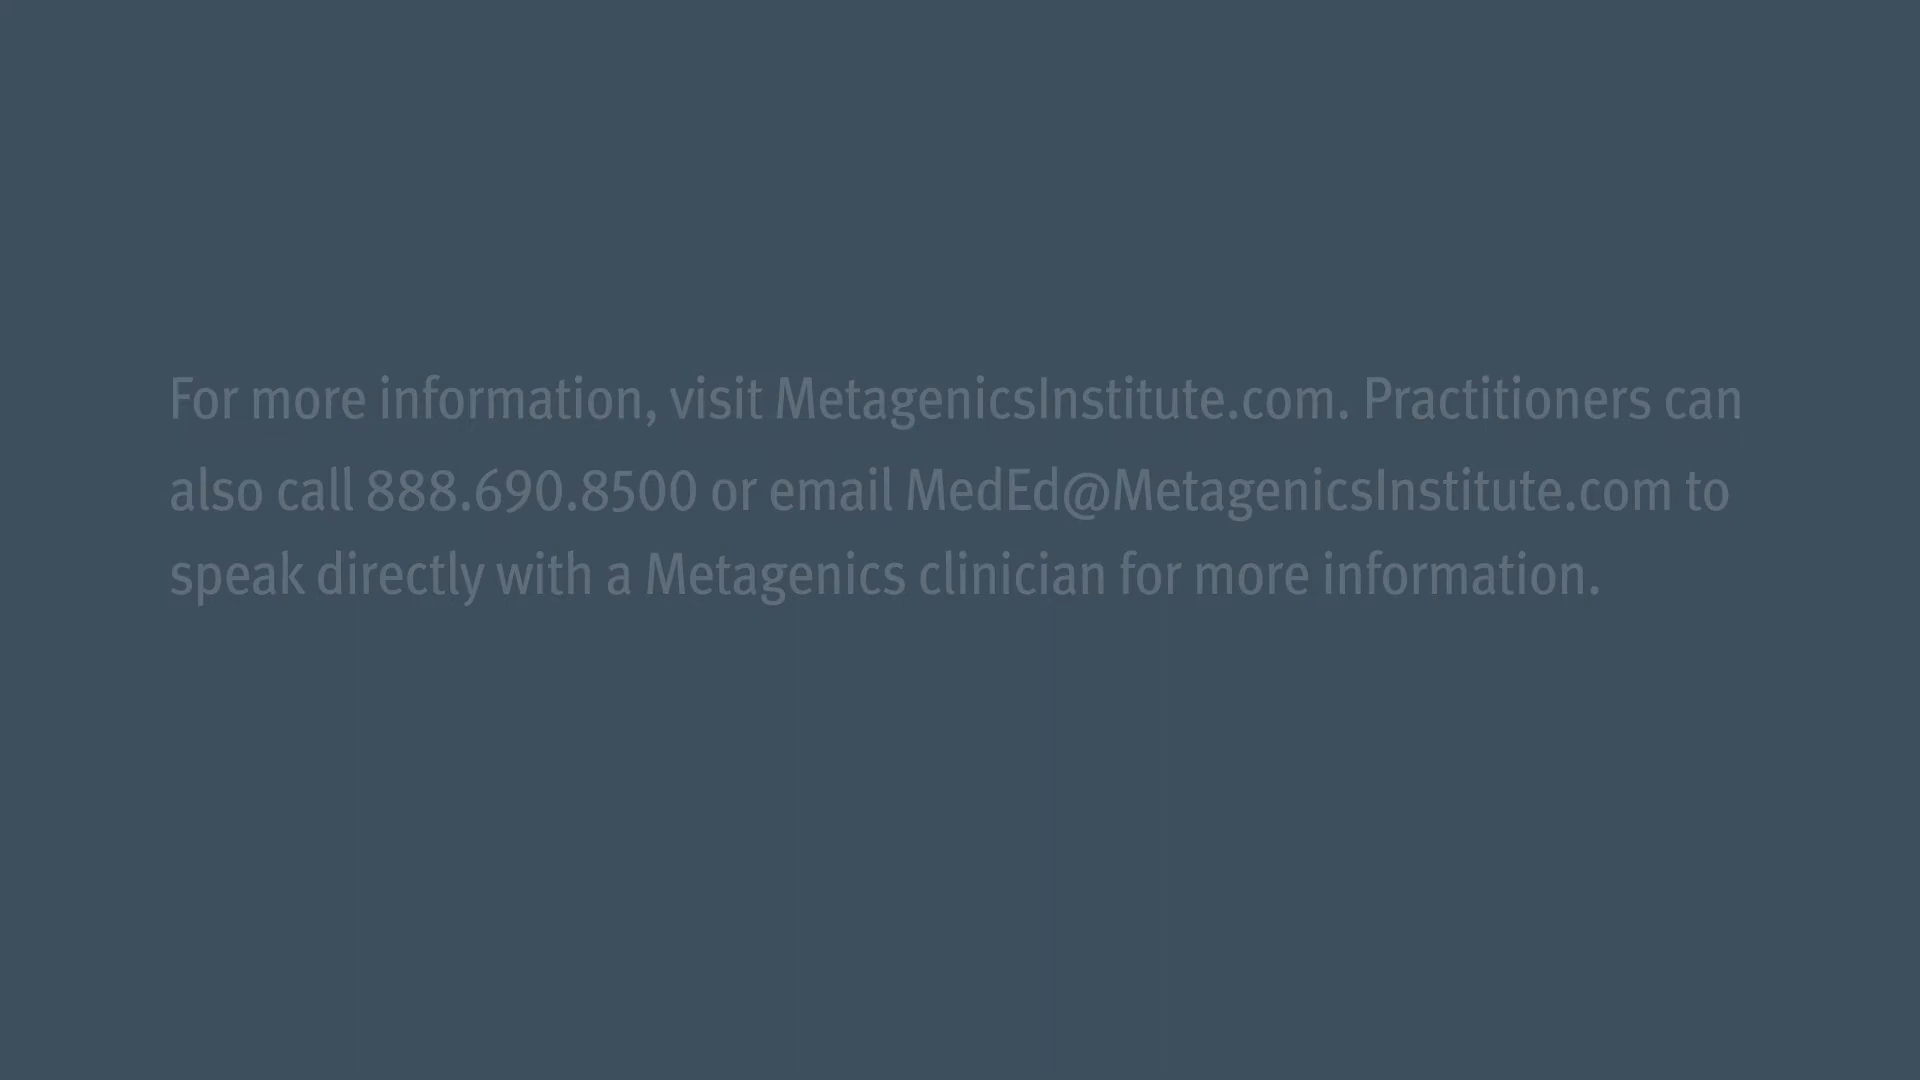 For more information, visit MetagenicsInstitute.com. Practitioners can
also call 888.690.8500 or email MedEd@MetagenicsInstitute.com to
speak directly with a Metagenics clinician for more information.